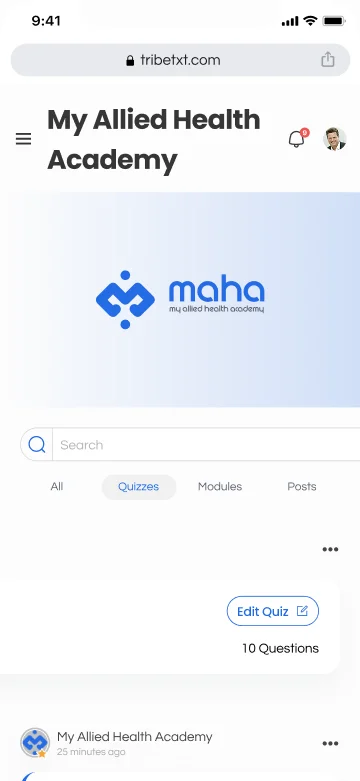 9:41
tribetxt.com
My Allied Health
Academy
9
maha
my allied health academy
Search
All Quizzes Modules Posts
Edit Quiz
10 Questions
My Allied Health Academy
25 minutes ago